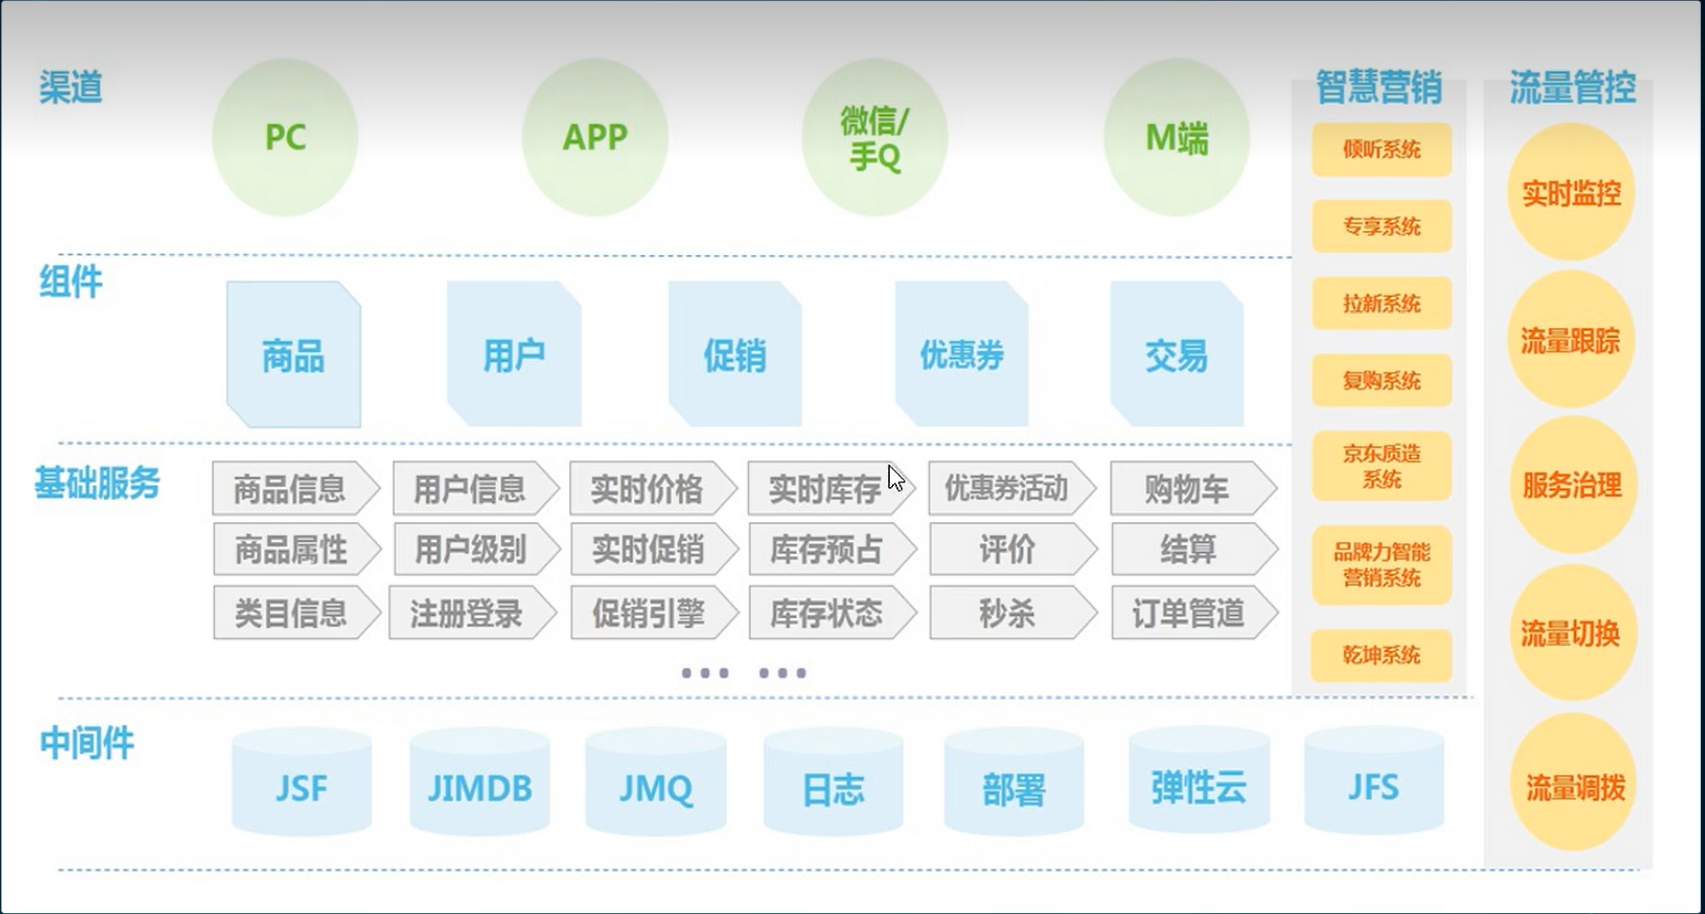 渠道
PC
APP
微信/
手Q
M端
组件
商品
用户
促销
优惠券
交易
基础服务
商品信息
用户信息
实时价格
实时库存
优惠券活动
购物车
商品属性
用户级别
实时促销
库存预占
评价
结算
类目信息
注册登录
促销引擎
库存状态
秒杀
订单管道
... ...
中间件
JSF
JIMDB
JMQ
日志
部署
弹性云
JFS
智慧营销
倾听系统
专享系统
拉新系统
复购系统
京东质造
系统
品牌力智能
营销系统
乾坤系统
流量管控
实时监控
流量跟踪
服务治理
流量切换
流量调拨